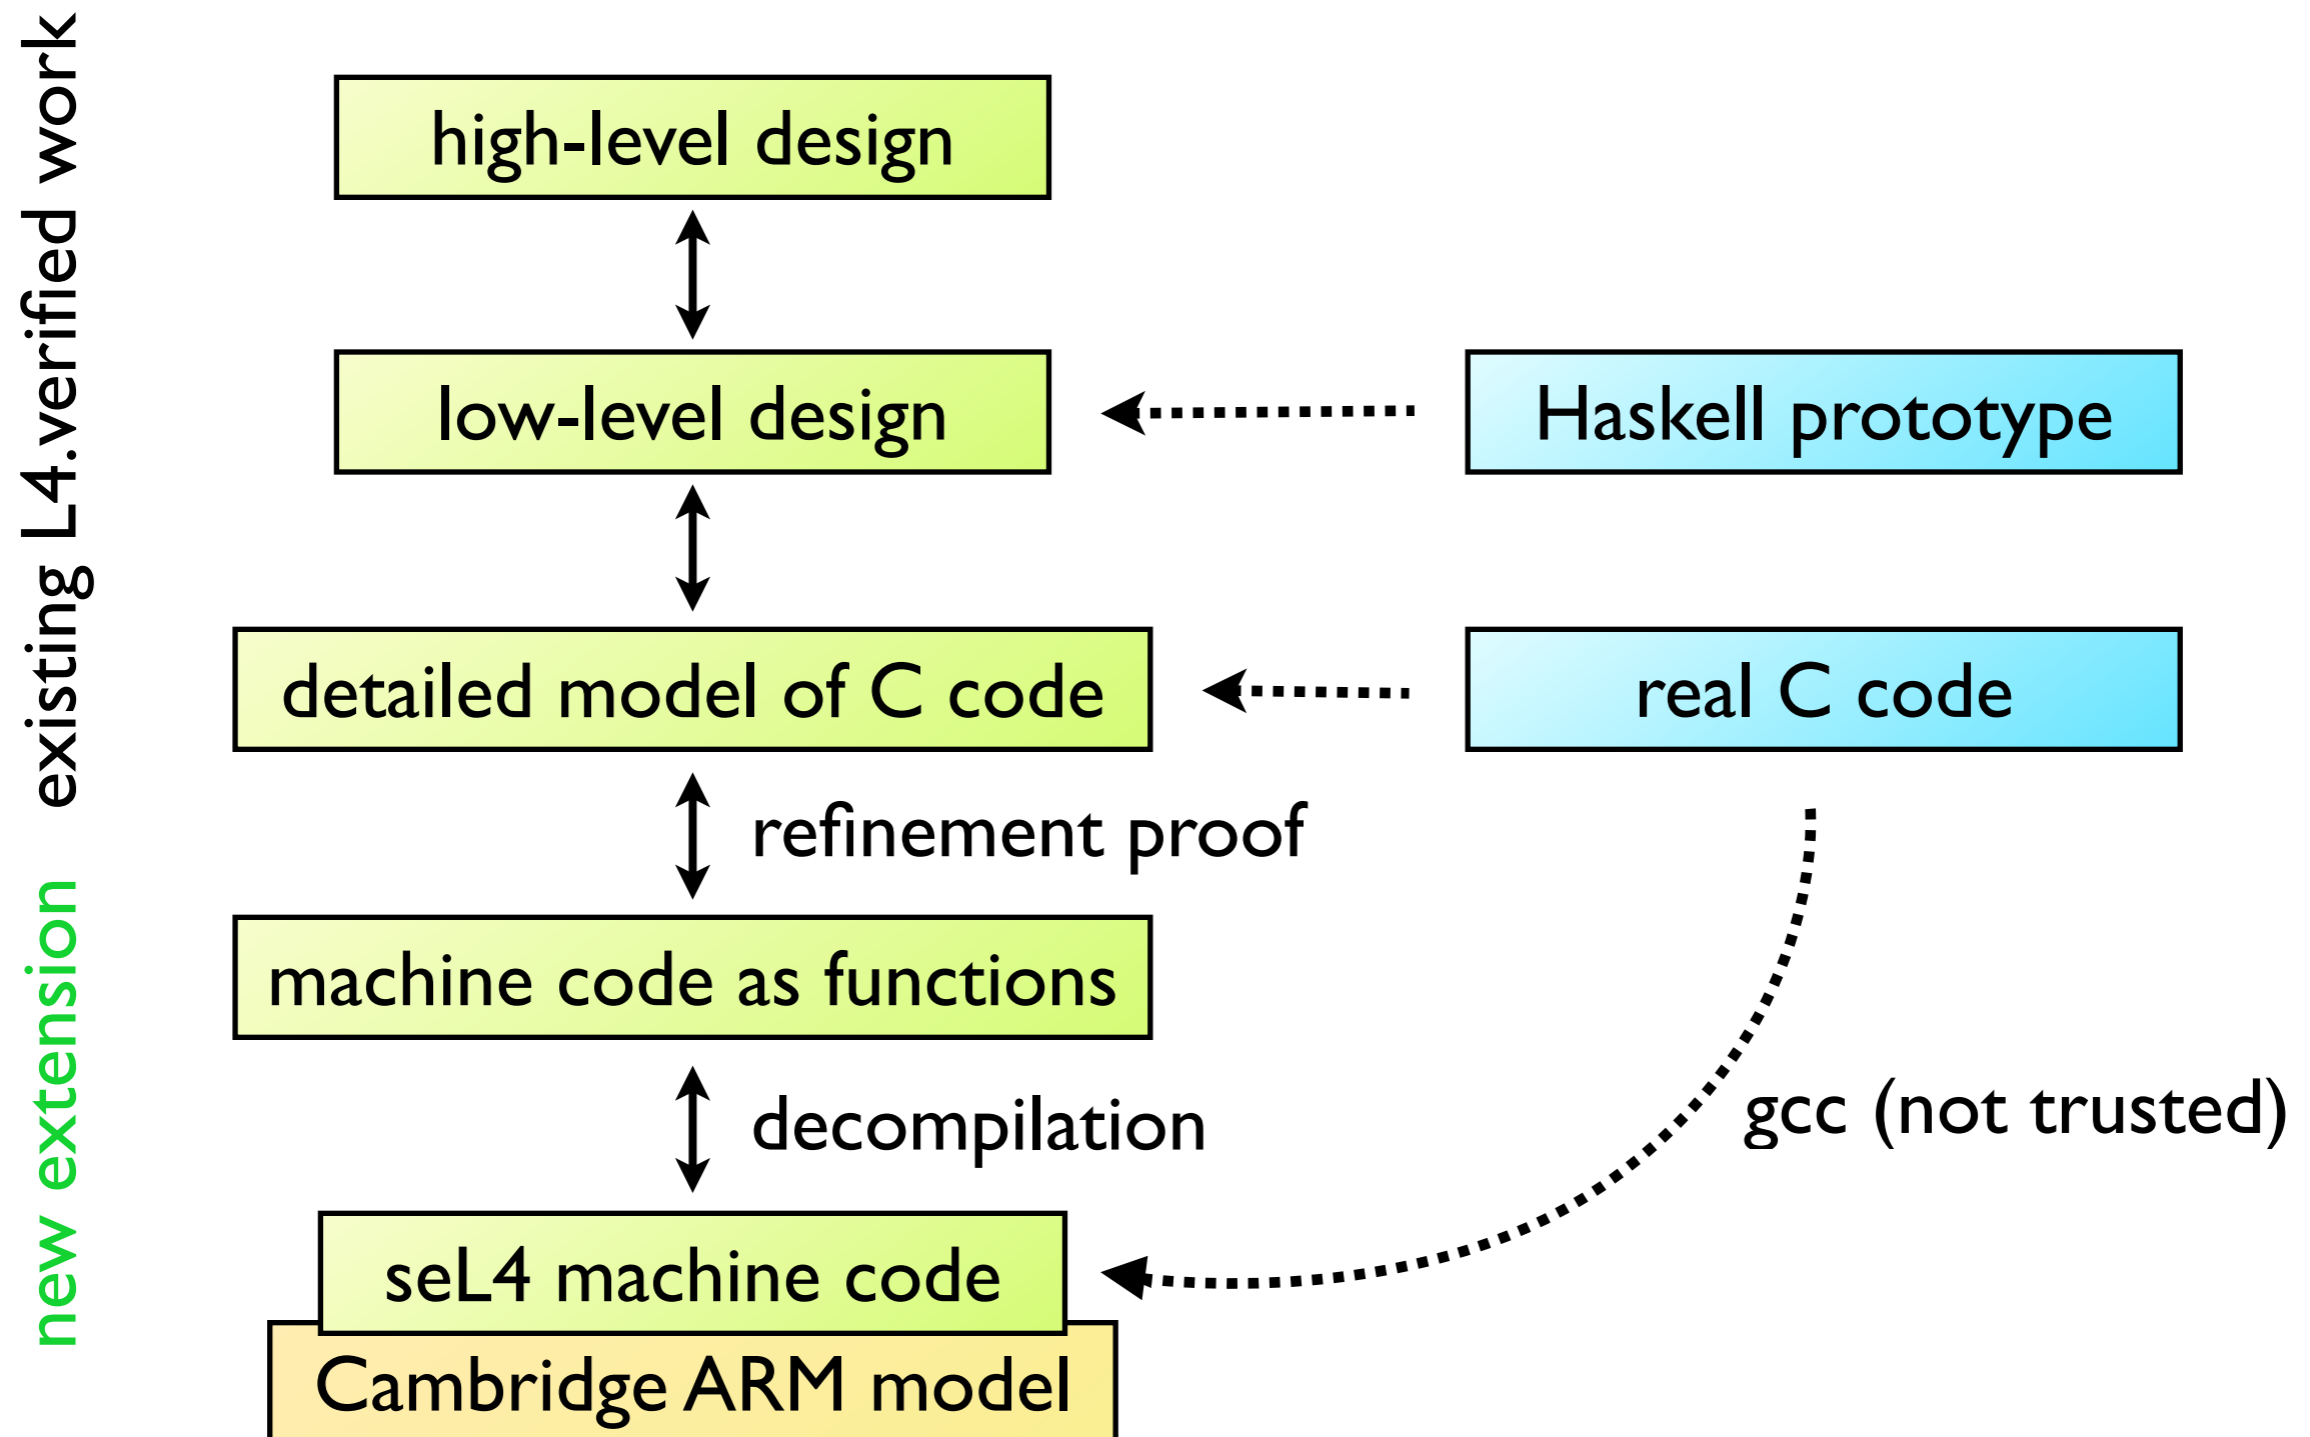 existing L4.verified work
new extension
high-level design
low-level design
Haskell prototype
detailed model of C code
real C code
refinement proof
machine code as functions
decompilation
gcc (not trusted)
seL4 machine code
Cambridge ARM model